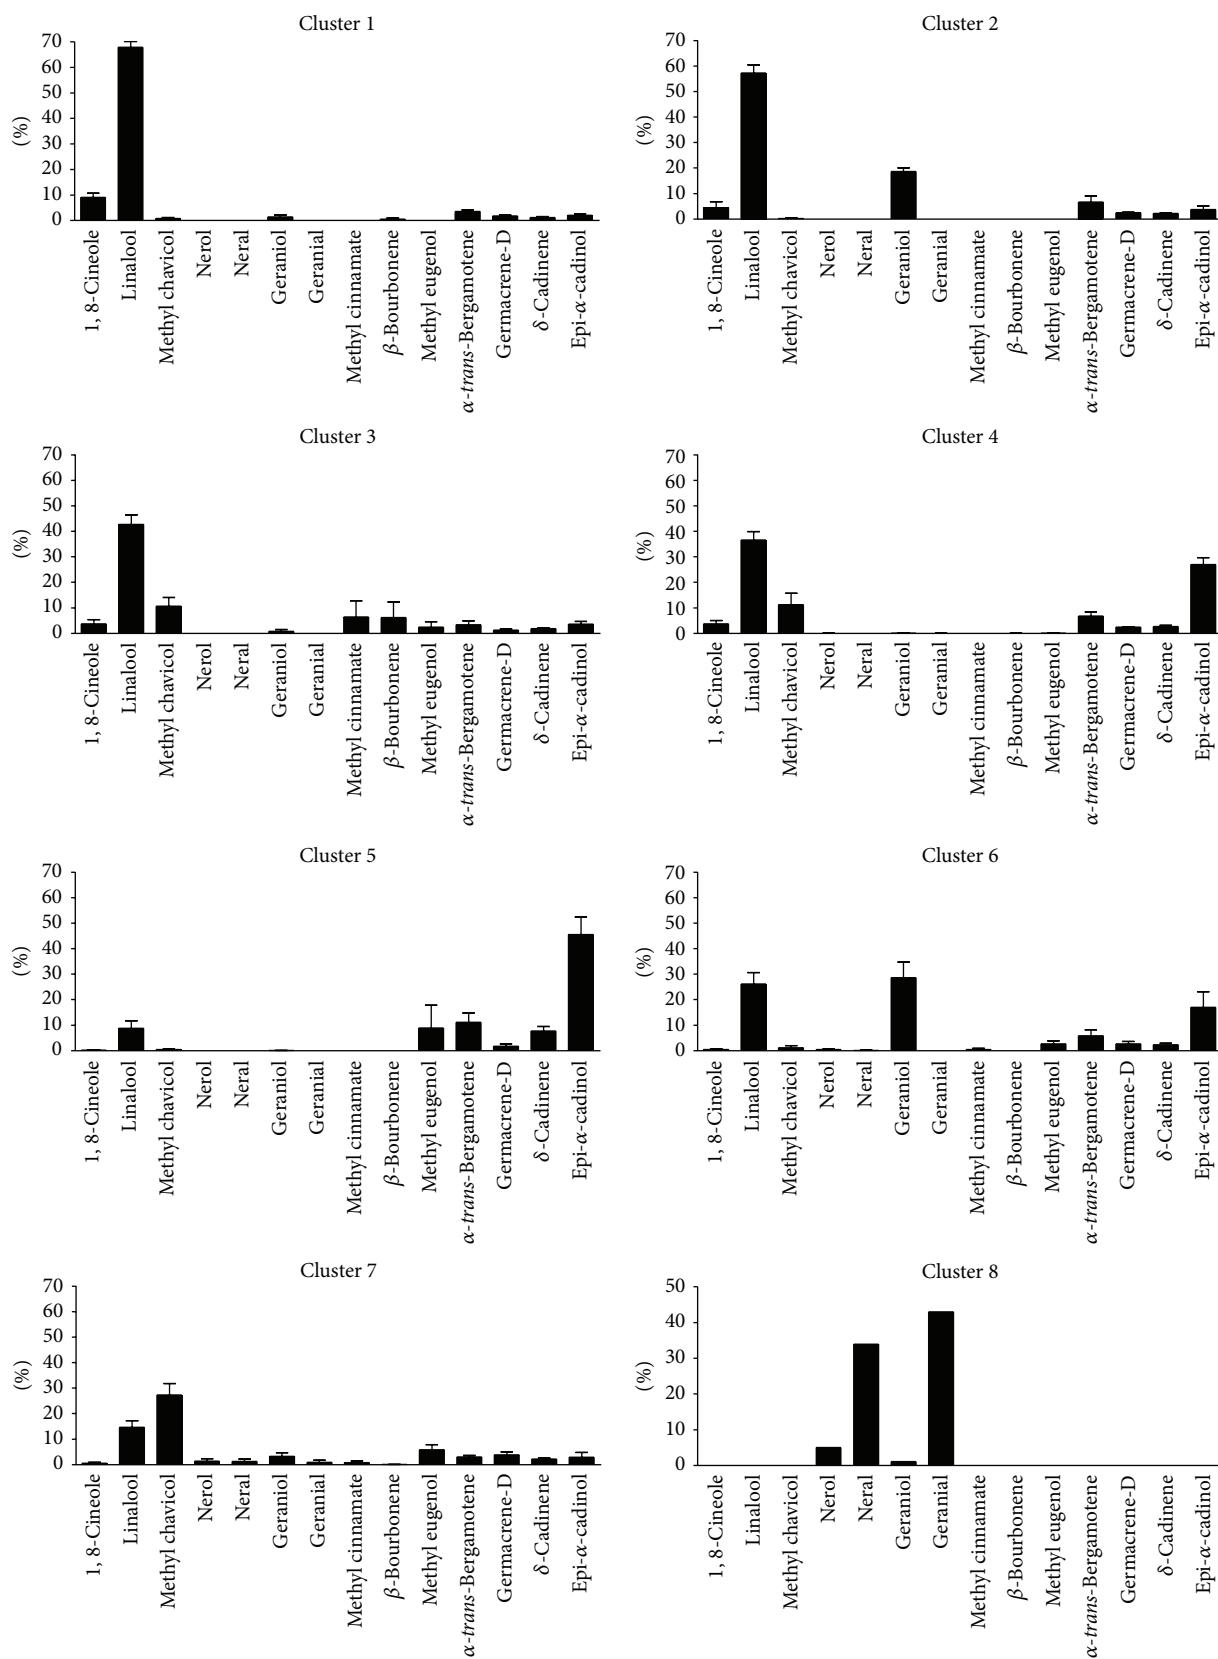 Cluster 1
70
60
50
40
30
20
10
0
(%)
1, 8-Cineole
Linalool
Methyl chavicol
Nerol
Neral
Geraniol
Geranial
Methyl cinnamate
β-Bourbonene
Methyl eugenol
α-trans-Bergamotene
Germacrene-D
δ-Cadinene
Epi-α-cadinol
Cluster 2
70
60
50
40
30
20
10
0
(%)
1, 8-Cineole
Linalool
Methyl chavicol
Nerol
Neral
Geraniol
Geranial
Methyl cinnamate
β-Bourbonene
Methyl eugenol
α-trans-Bergamotene
Germacrene-D
δ-Cadinene
Epi-α-cadinol
Cluster 3
70
60
50
40
30
20
10
0
(%)
1, 8-Cineole
Linalool
Methyl chavicol
Nerol
Neral
Geraniol
Geranial
Methyl cinnamate
β-Bourbonene
Methyl eugenol
α-trans-Bergamotene
Germacrene-D
δ-Cadinene
Epi-α-cadinol
Cluster 4
70
60
50
40
30
20
10
0
(%)
1, 8-Cineole
Linalool
Methyl chavicol
Nerol
Neral
Geraniol
Geranial
Methyl cinnamate
β-Bourbonene
Methyl eugenol
α-trans-Bergamotene
Germacrene-D
δ-Cadinene
Epi-α-cadinol
Cluster 5
70
60
50
40
30
20
10
0
(%)
1, 8-Cineole
Linalool
Methyl chavicol
Nerol
Neral
Geraniol
Geranial
Methyl cinnamate
β-Bourbonene
Methyl eugenol
α-trans-Bergamotene
Germacrene-D
δ-Cadinene
Epi-α-cadinol
Cluster 6
70
60
50
40
30
20
10
0
(%)
1, 8-Cineole
Linalool
Methyl chavicol
Nerol
Neral
Geraniol
Geranial
Methyl cinnamate
β-Bourbonene
Methyl eugenol
α-trans-Bergamotene
Germacrene-D
δ-Cadinene
Epi-α-cadinol
Cluster 7
70
60
50
40
30
20
10
0
(%)
1, 8-Cineole
Linalool
Methyl chavicol
Nerol
Neral
Geraniol
Geranial
Methyl cinnamate
β-Bourbonene
Methyl eugenol
α-trans-Bergamotene
Germacrene-D
δ-Cadinene
Epi-α-cadinol
Cluster 8
50
40
30
20
10
0
(%)
1, 8-Cineole
Linalool
Methyl chavicol
Nerol
Neral
Geraniol
Geranial
Methyl cinnamate
β-Bourbonene
Methyl eugenol
α-trans-Bergamotene
Germacrene-D
δ-Cadinene
Epi-α-cadinol